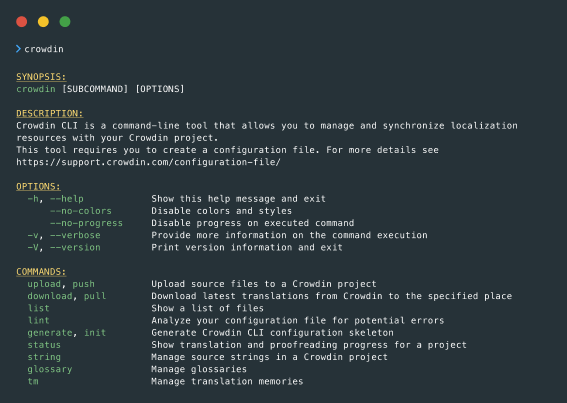 ❯ crowdin
SYNOPSIS:
crowdin [SUBCOMMAND] [OPTIONS]
DESCRIPTION:
Crowdin CLI is a command-line tool that allows you to manage and synchronize localization
resources with your Crowdin project.
This tool requires you to create a configuration file. For more details see
https://support.crowdin.com/configuration-file/
OPTIONS:
-h, --help Show this help message and exit
--no-colors Disable colors and styles
--no-progress Disable progress on executed command
-v, --verbose Provide more information on the command execution
-V, --version Print version information and exit
COMMANDS:
upload, push Upload source files to a Crowdin project
download, pull Download latest translations from Crowdin to the specified place
list Show a list of files
lint Analyze your configuration file for potential errors
generate, init Generate Crowdin CLI configuration skeleton
status Show translation and proofreading progress for a project
string Manage source strings in a Crowdin project
glossary Manage glossaries
tm Manage translation memories